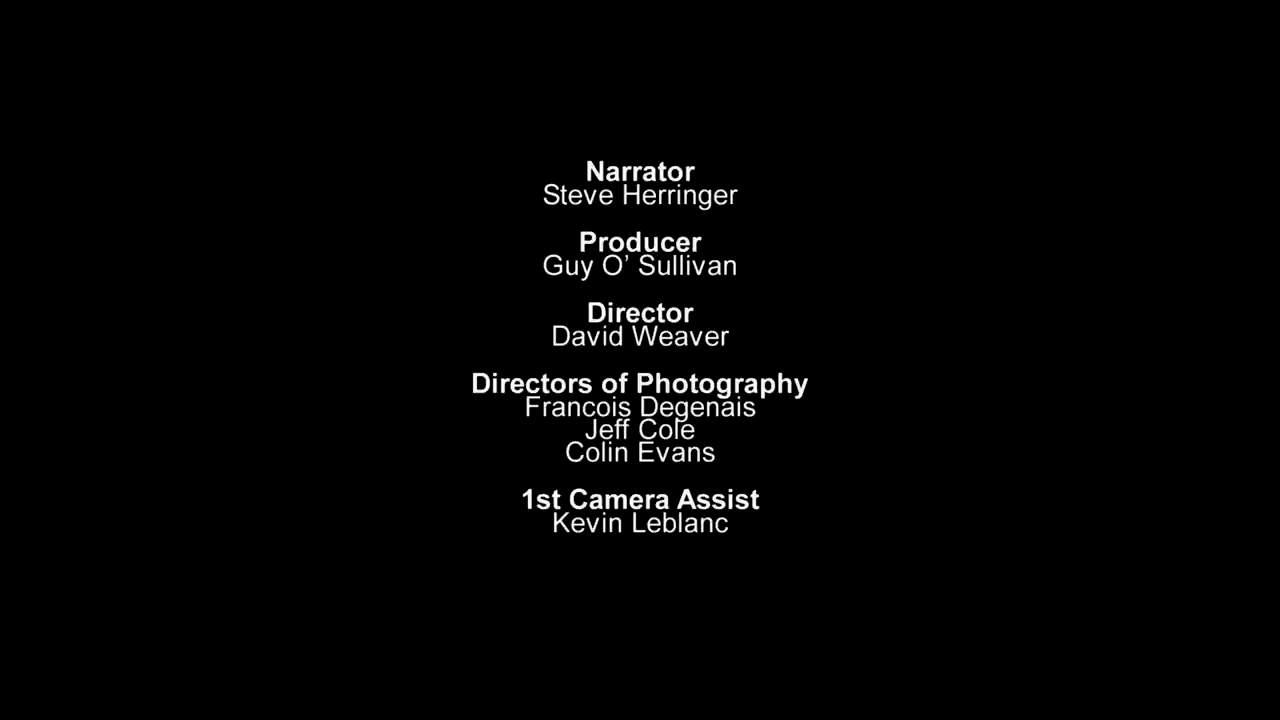 Narrator
Steve Herringer
Producer
Guy O’ Sullivan
Director
David Weaver
Directors of Photography
Francois Degenais
Jeff Cole
Colin Evans
1st Camera Assist
Kevin Leblanc